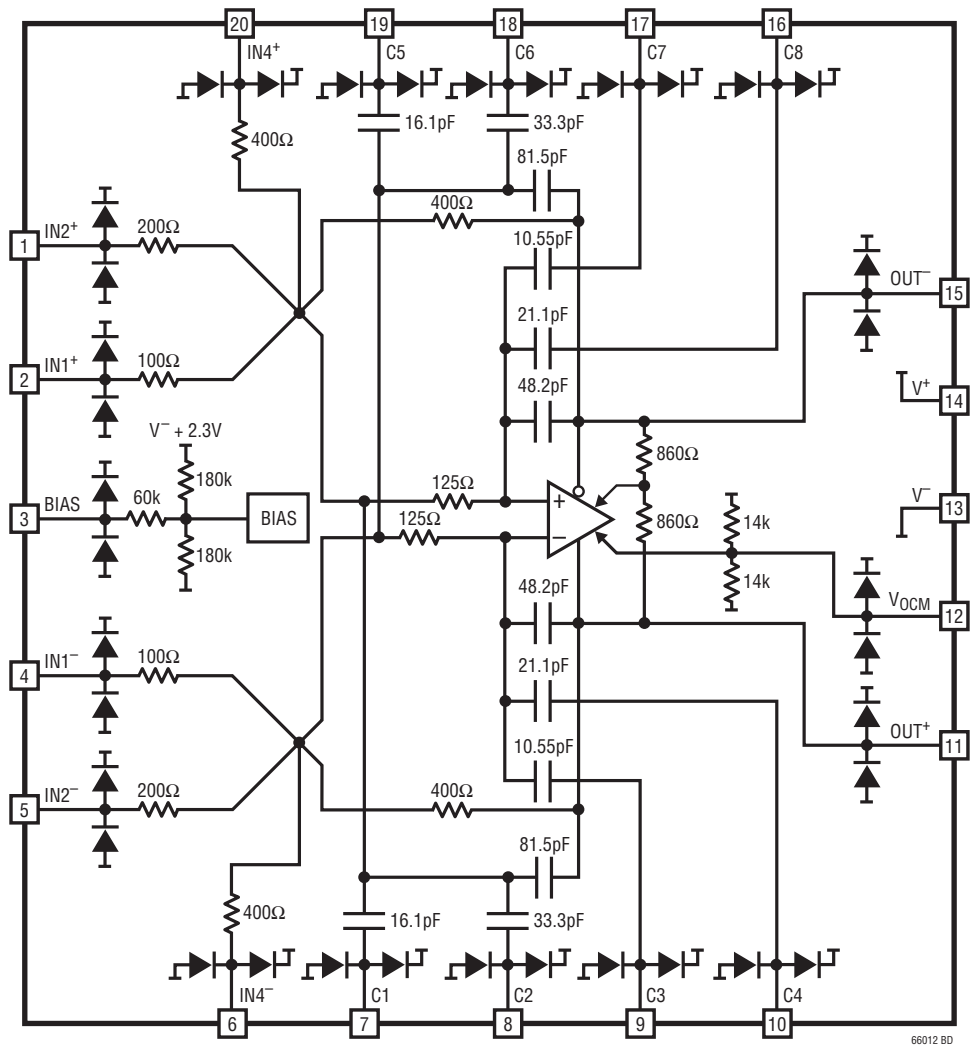 20 19 18 17 16
IN4+ C5 C6 C7 C8
16.1pF 33.3pF
400Ω
81.5pF
400Ω
IN2+ 200Ω
1
10.55pF
OUT−
15
21.1pF
IN1+ 100Ω
2
48.2pF
V+
14
V− + 2.3V
860Ω
180k
125Ω
BIAS 60k
3
BIAS
+
V−
13
125Ω
−
860Ω
14k
180k
14k
48.2pF
VOCM
12
IN1− 100Ω
4
21.1pF
OUT+
11
10.55pF
IN2− 200Ω
5
400Ω
81.5pF
400Ω
16.1pF 33.3pF
IN4− C1 C2 C3 C4
6 7 8 9 10
66012 BD